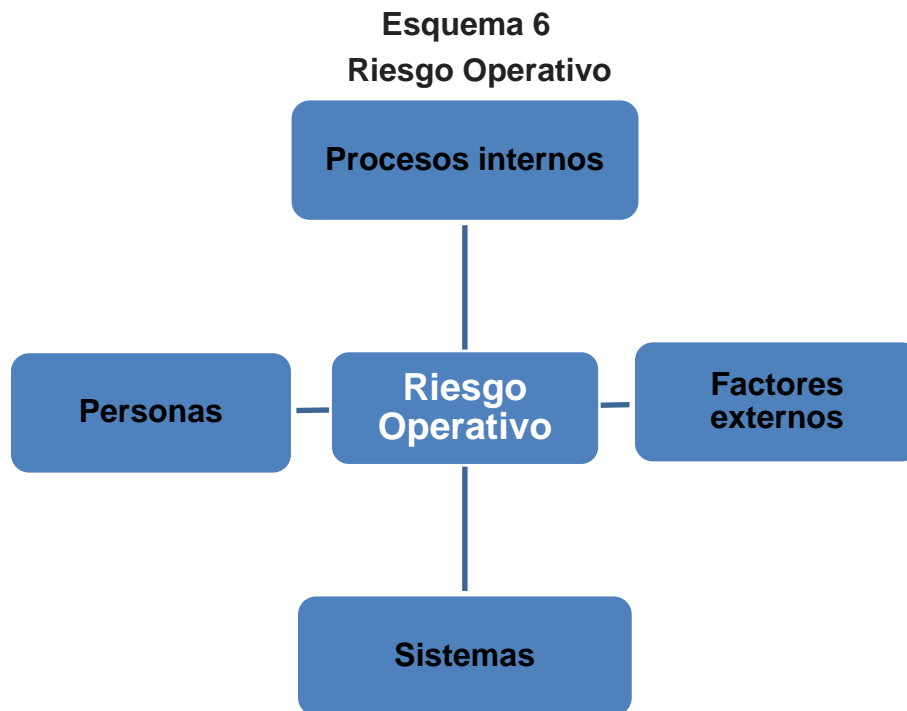 Esquema 6
Riesgo Operativo
Procesos internos
Personas
Riesgo
Operativo
Factores
externos
Sistemas